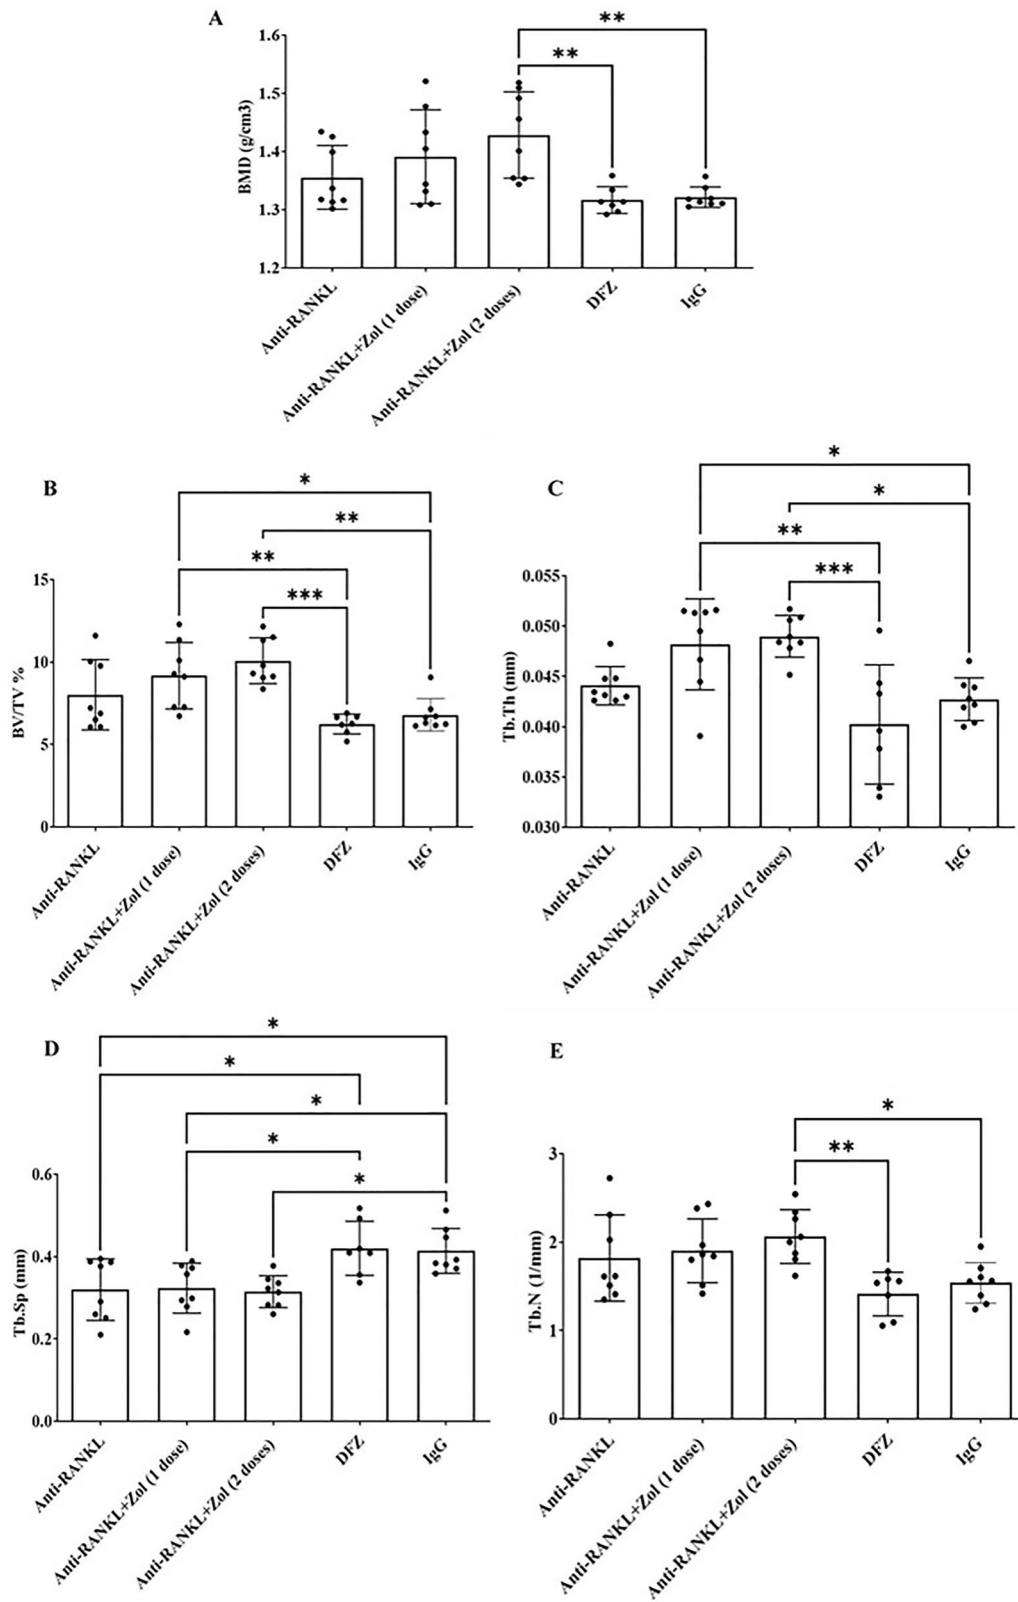 A
**
**
BMD (g/cm3)
1.6
1.5
1.4
1.3
1.2
Anti-RANKL
Anti-RANKL+Zol (1 dose)
Anti-RANKL+Zol (2 doses)
DFZ
IgG
B
*
**
**
***
BV/TV %
15
10
5
0
Anti-RANKL
Anti-RANKL+Zol (1 dose)
Anti-RANKL+Zol (2 doses)
DFZ
IgG
C
*
*
**
***
Tb.Th (mm)
0.055
0.050
0.045
0.040
0.035
0.030
Anti-RANKL
Anti-RANKL+Zol (1 dose)
Anti-RANKL+Zol (2 doses)
DFZ
IgG
D
*
*
*
*
*
Tb.Sp (mm)
0.6
0.4
0.2
0.0
Anti-RANKL
Anti-RANKL+Zol (1 dose)
Anti-RANKL+Zol (2 doses)
DFZ
IgG
E
*
**
Tb.N (1/mm)
3
2
1
0
Anti-RANKL
Anti-RANKL+Zol (1 dose)
Anti-RANKL+Zol (2 doses)
DFZ
IgG